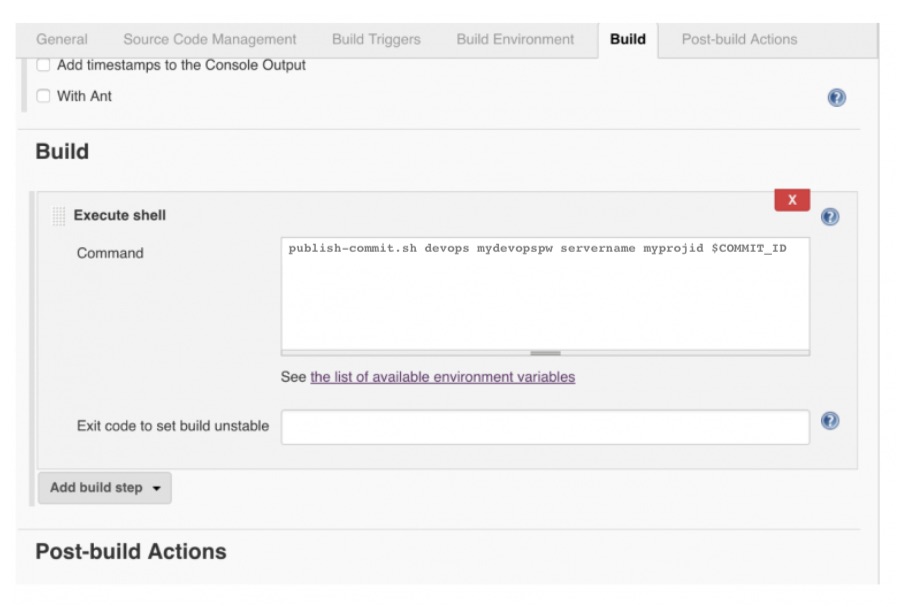 General Source Code Management Build Triggers Build Environment Build Post-build Actions
Add timestamps to the Console Output
With Ant
?
Build
X
Execute shell
?
Command
publish-commit.sh devops mydevopspw servername myprojid $COMMIT_ID
See the list of available environment variables
Exit code to set build unstable
?
Add build step
Post-build Actions